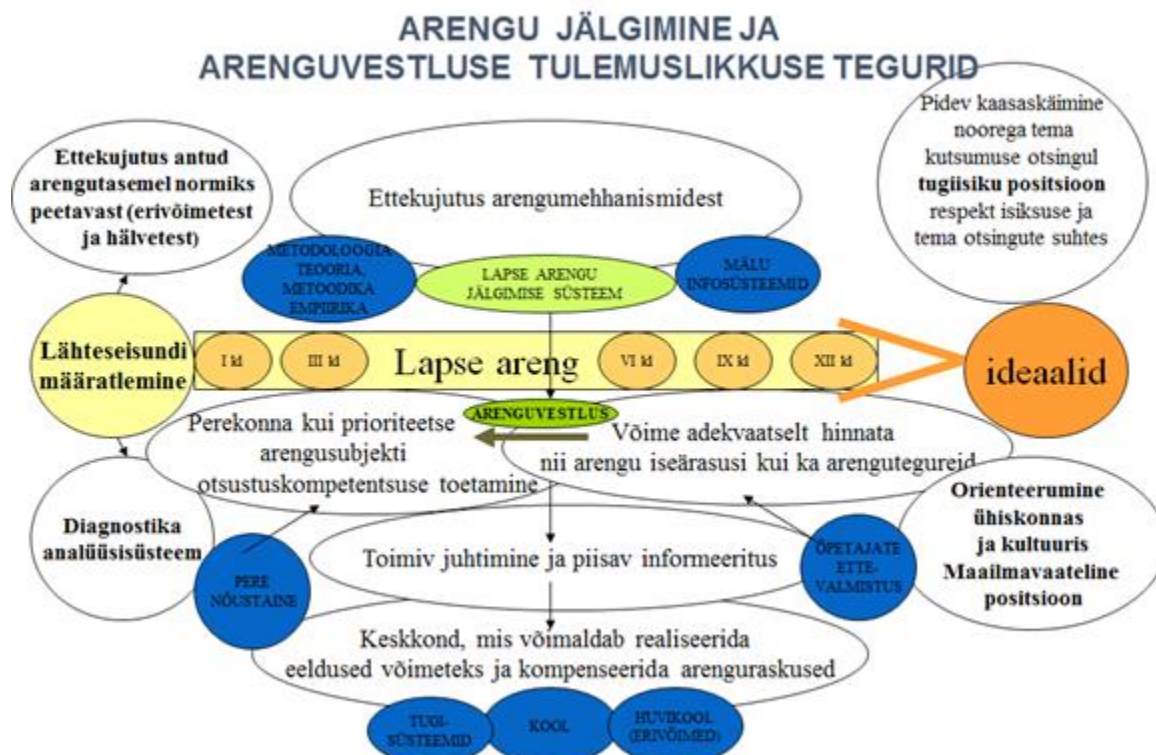 ARENGU JÄLGIMINE JA
ARENGUVESTLUSE TULEMUSLIKKUSE TEGURID
Ettekujutus antud
arengutasemel normiks
peetavast (erivõimetest
ja hälvetest)
Ettekujutus arengumehhanismidest
Pidev kaasaskäimine
noorega tema
kutsumuse otsingul
tugiisiku positsioon
respekt isiksuse ja
tema otsingute suhtes
METODOLOOGIA
TEOORIA,
METOODIKA
EMPIIRIKA
LAPSE ARENGU
JÄLGIMISE SÜSTEEM
MÄLU
INFOSÜSTEEMID
Lähteseisundi
määratlemine
I kl
III kl
Lapse areng
VI kl
IX kl
XII kl
ideaalid
ARENGUVESTLUS
Perekonna kui prioriteetse
arengusubjekti
otsustuskompetentsuse toetamine
Võime adekvaatselt hinnata
nii arengu iseärasusi kui ka arengutegureid
Diagnostika
analüüsisüsteem
PERE
NÕUSTAINE
Toimiv juhtimine ja piisav informeeritus
ÕPETAJATE
ETTE-
VALMISTUS
Orienteerumine
ühiskonnas
ja kultuuris
Maailmavaateline
positsioon
Keskkond, mis võimaldab realiseerida
eeldused võimeteks ja kompenseerida arenguraskused
TUGI-
SÜSTEEMID
KOOL
HUVIKOOL
(ERIVÕIMED)